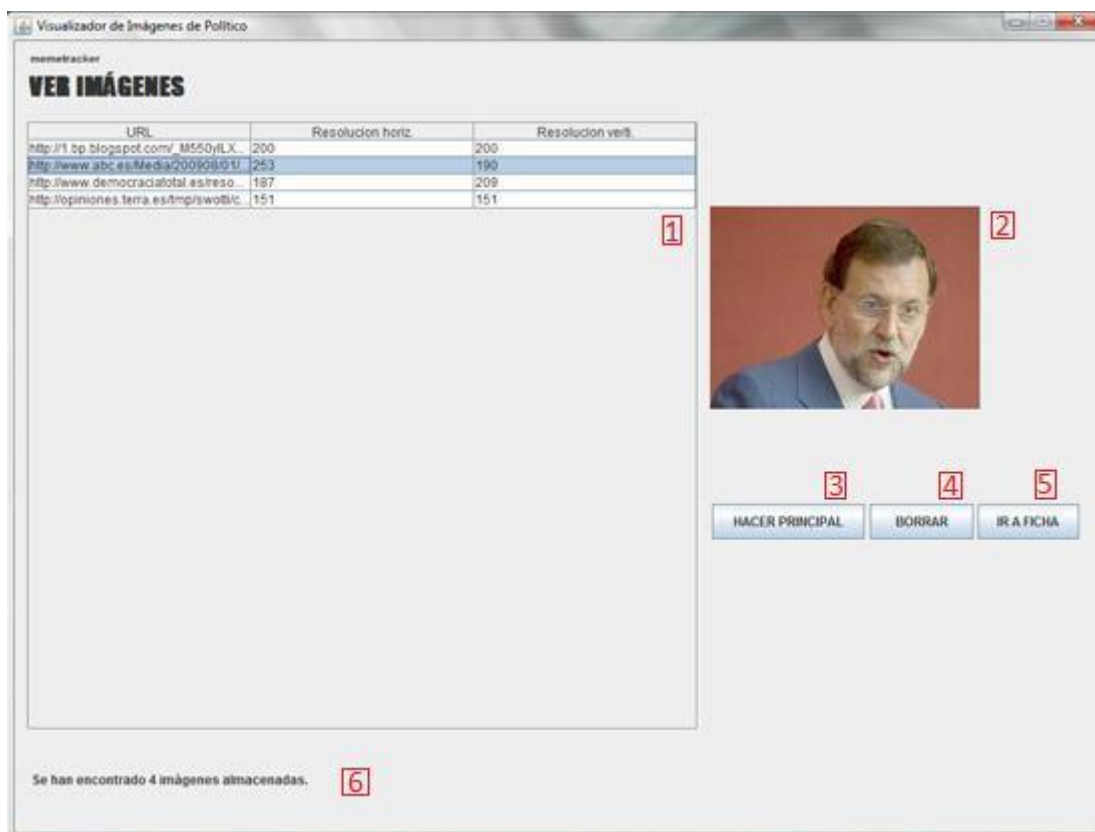 Visualizador de Imágenes de Político
memetracker
VER IMÁGENES
URL Resolucion horiz. Resolucion verti.
http://1.bp.blogspot.com/_M550yILX... 200 200
http://www.abc.es/Media/200908/01/... 253 190
http://www.democraciatotal.es/reso... 187 209
http://opiniones.terra.es/tmp/swotti/c... 151 151
1
2
3 4 5
HACER PRINCIPAL BORRAR IR A FICHA
Se han encontrado 4 imágenes almacenadas. 6